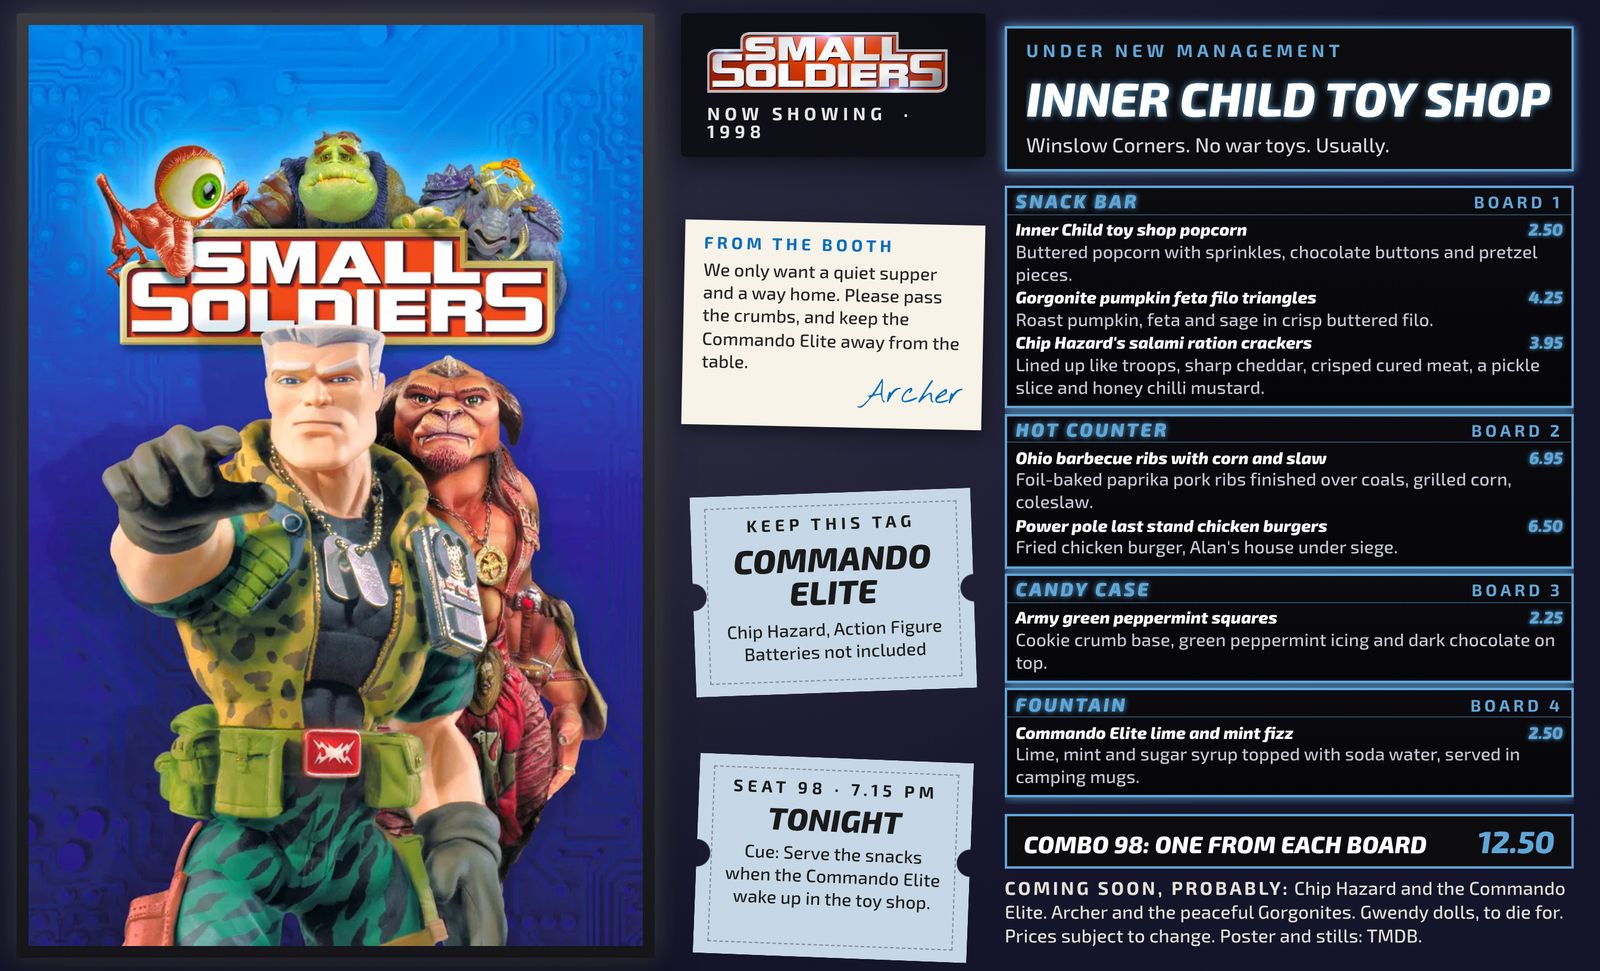 SMALL
SOLDIERS
SMALL
SOLDIERS
NOW SHOWING ·
1998
FROM THE BOOTH
We only want a quiet supper
and a way home. Please pass
the crumbs, and keep the
Commando Elite away from the
table.
Archer
KEEP THIS TAG
COMMANDO
ELITE
Chip Hazard, Action Figure
Batteries not included
SEAT 98 · 7.15 PM
TONIGHT
Cue: Serve the snacks
when the Commando Elite
wake up in the toy shop.
UNDER NEW MANAGEMENT
INNER CHILD TOY SHOP
Winslow Corners. No war toys. Usually.
SNACK BAR BOARD 1
Inner Child toy shop popcorn 2.50
Buttered popcorn with sprinkles, chocolate buttons and pretzel
pieces.
Gorgonite pumpkin feta filo triangles 4.25
Roast pumpkin, feta and sage in crisp buttered filo.
Chip Hazard's salami ration crackers 3.95
Lined up like troops, sharp cheddar, crisped cured meat, a pickle
slice and honey chilli mustard.
HOT COUNTER BOARD 2
Ohio barbecue ribs with corn and slaw 6.95
Foil-baked paprika pork ribs finished over coals, grilled corn,
coleslaw.
Power pole last stand chicken burgers 6.50
Fried chicken burger, Alan's house under siege.
CANDY CASE BOARD 3
Army green peppermint squares 2.25
Cookie crumb base, green peppermint icing and dark chocolate on
top.
FOUNTAIN BOARD 4
Commando Elite lime and mint fizz 2.50
Lime, mint and sugar syrup topped with soda water, served in
camping mugs.
COMBO 98: ONE FROM EACH BOARD 12.50
COMING SOON, PROBABLY: Chip Hazard and the Commando
Elite. Archer and the peaceful Gorgonites. Gwendy dolls, to die for.
Prices subject to change. Poster and stills: TMDB.